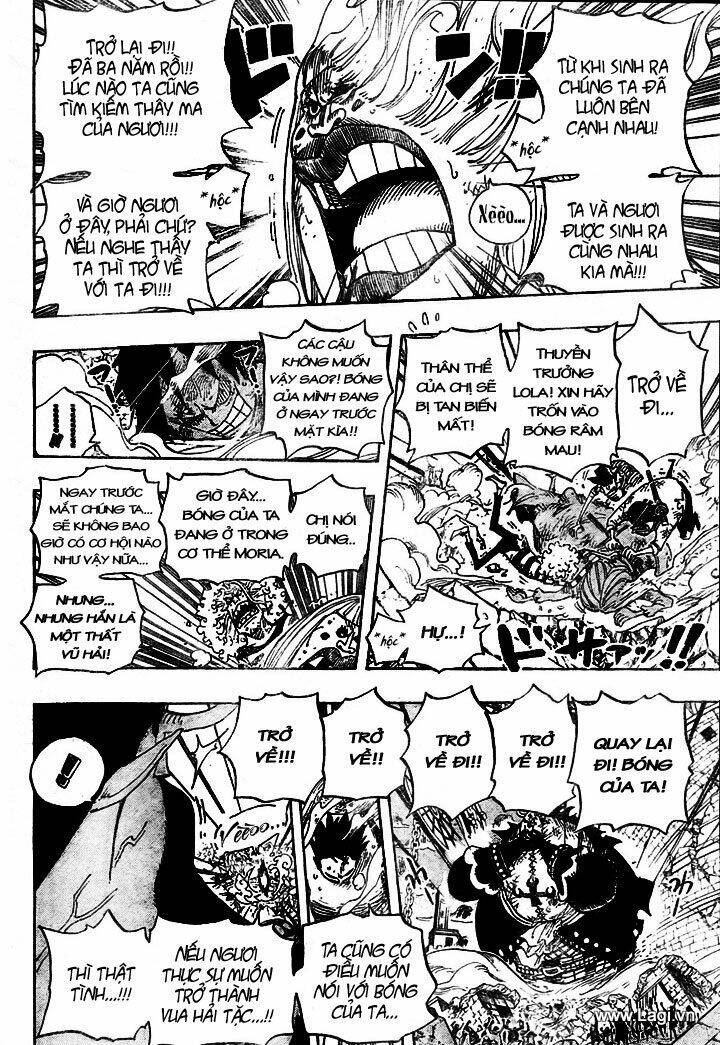 TỪ KHI SINH RA
CHÚNG TA ĐÃ
LUÔN BÊN
CẠNH NHAU!
TA VÀ NGƯƠI
ĐƯỢC SINH RA
CÙNG NHAU
KIA MÀ!!!
*hộc*
Xèèo...
TRỞ LẠI ĐI!!
ĐÃ BA NĂM RỒI!!
LÚC NÀO TA CŨNG
TÌM KIẾM THÂY MA
CỦA NGƯƠI!!!
*hộc*
VÀ GIỜ NGƯƠI
Ở ĐÂY, PHẢI CHỨ?
NẾU NGHE THẤY
TA THÌ TRỞ VỀ
VỚI TA ĐI!!!
TRỞ VỀ
ĐI...
THUYỀN
TRƯỞNG
LOLA! XIN HÃY
TRỐN VÀO
BÓNG RÂM
MAU!
THÂN THỂ
CỦA CHỊ SẼ
BỊ TAN BIẾN
MẤT!
HỰ...!
*hộc*
ドサァッ!!
CÁC CẬU
KHÔNG MUỐN
VẬY SAO?! BÓNG
CỦA MÌNH ĐANG
Ở NGAY TRƯỚC
MẶT KÌA!!
CHỊ NÓI
ĐÚNG...
GIỜ ĐÂY...
BÓNG CỦA TA
ĐANG Ở TRONG
CƠ THỂ MORIA...
NGAY TRƯỚC
MẮT CHÚNG TA...
... SẼ KHÔNG BAO
GIỜ CÓ CƠ HỘI NÀO
NHƯ VẬY NỮA...
NHƯNG...
NHƯNG HẮN LÀ
MỘT THẤT
VŨ HẢI!
QUAY LẠI
ĐI! BÓNG
CỦA TA!
TRỞ
VỀ ĐI!!
TRỞ
VỀ ĐI!!
TRỞ
VỀ!!
TRỞ
VỀ!!!
TA CŨNG CÓ
ĐIỀU MUỐN
NÓI VỚI BÓNG
CỦA TA...
Xèèo...
NẾU NGƯƠI
THỰC SỰ MUỐN
TRỞ THÀNH
VUA HẢI TẶC...!!
!
THÌ THẬT
TÌNH...!!!
www.Lagi.vn